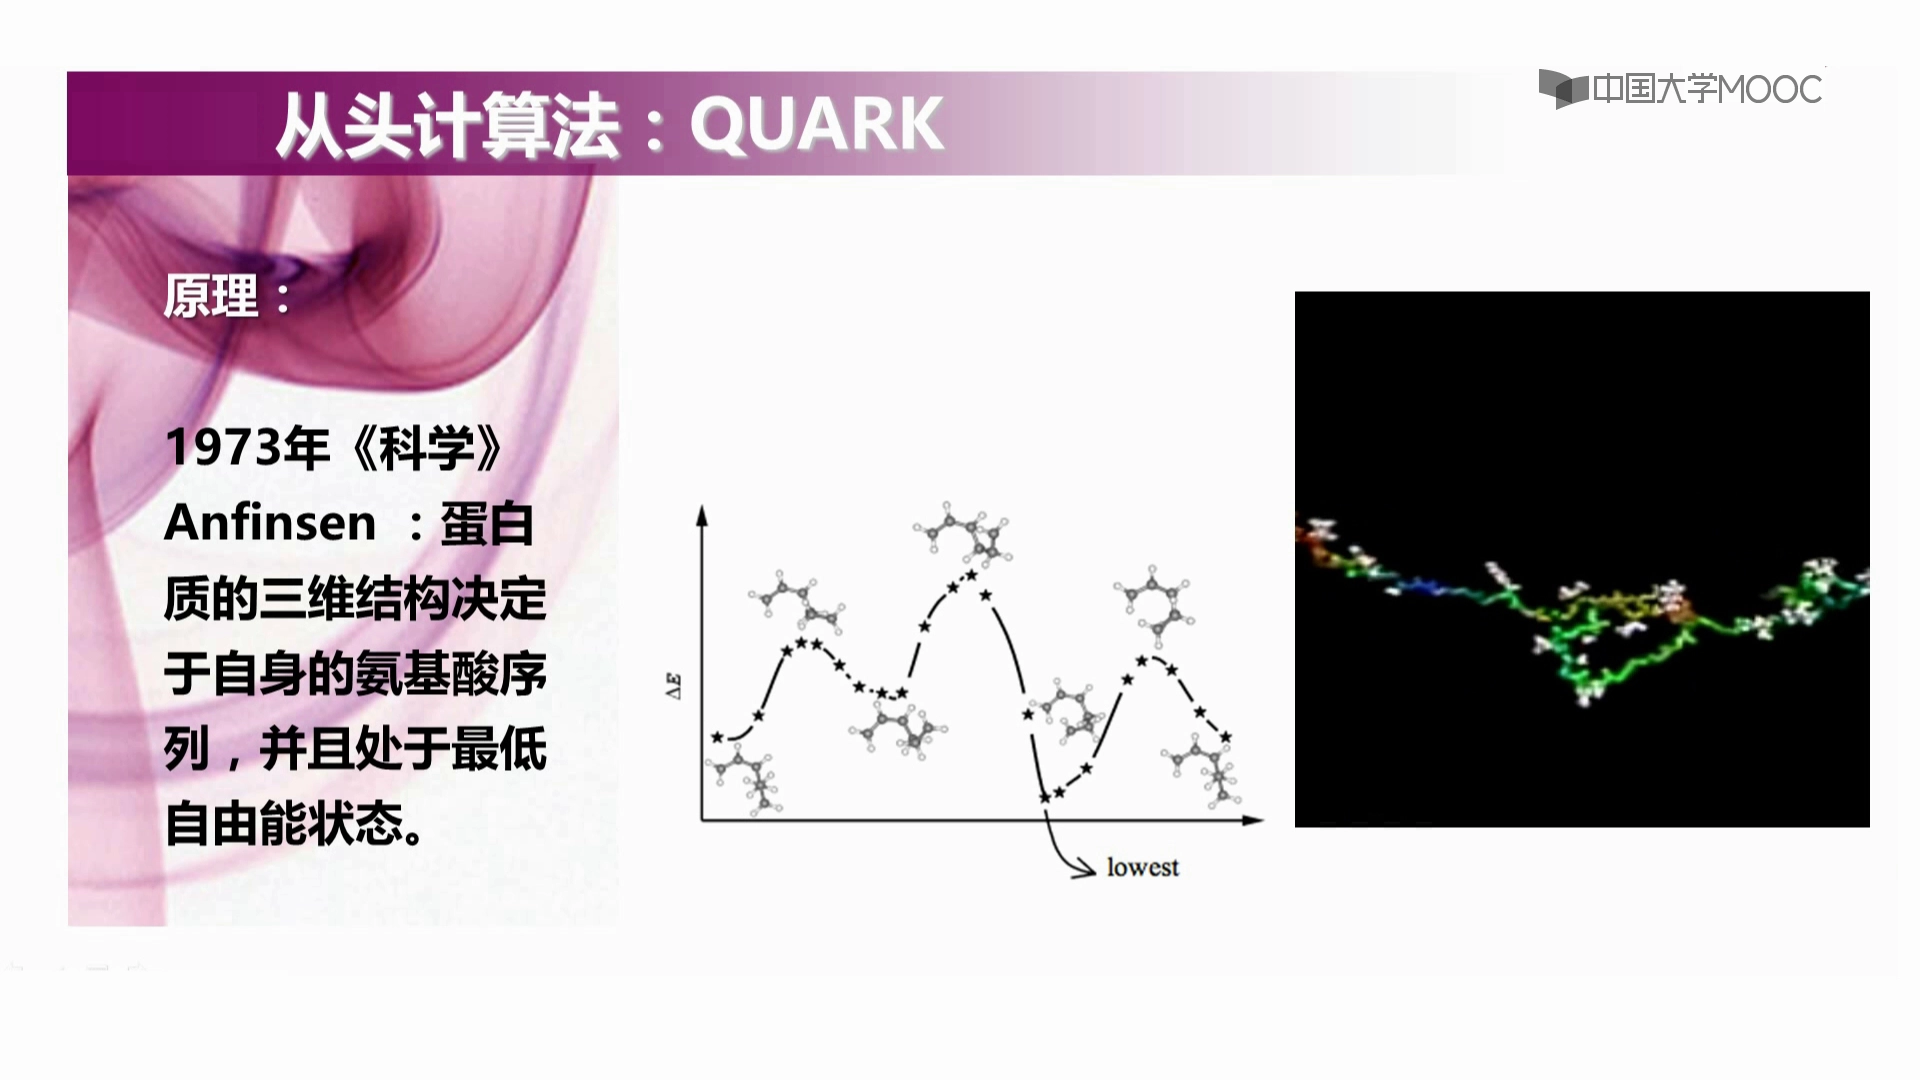 从头计算法：QUARK
中国大学MOOC
原理：
1973年《科学》
Anfinsen ：蛋白
质的三维结构决定
于自身的氨基酸序
列，并且处于最低
自由能状态。
ΔE
lowest